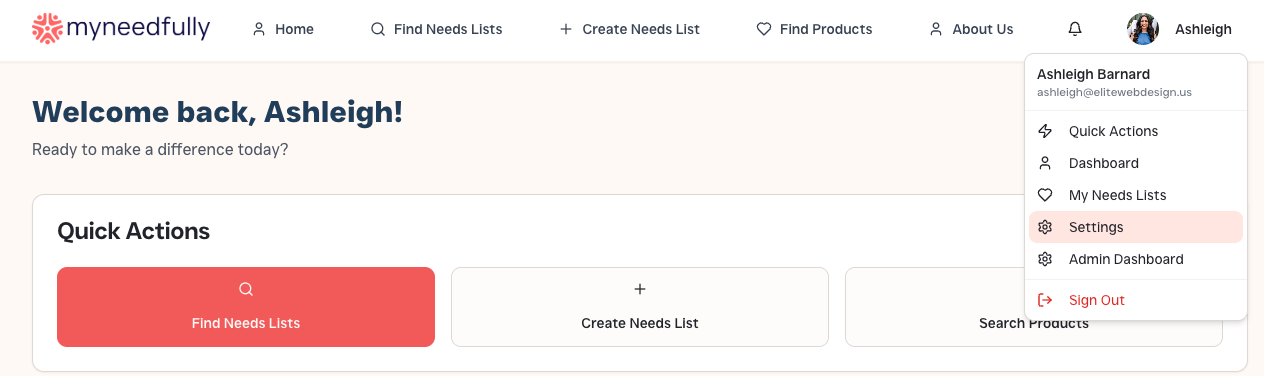 myneedfully
Home
Find Needs Lists
Create Needs List
Find Products
About Us
Ashleigh
Ashleigh Barnard
ashleigh@elitewebdesign.us
Quick Actions
Dashboard
My Needs Lists
Settings
Admin Dashboard
Sign Out
Welcome back, Ashleigh!
Ready to make a difference today?
Quick Actions
Find Needs Lists
Create Needs List
Search Products